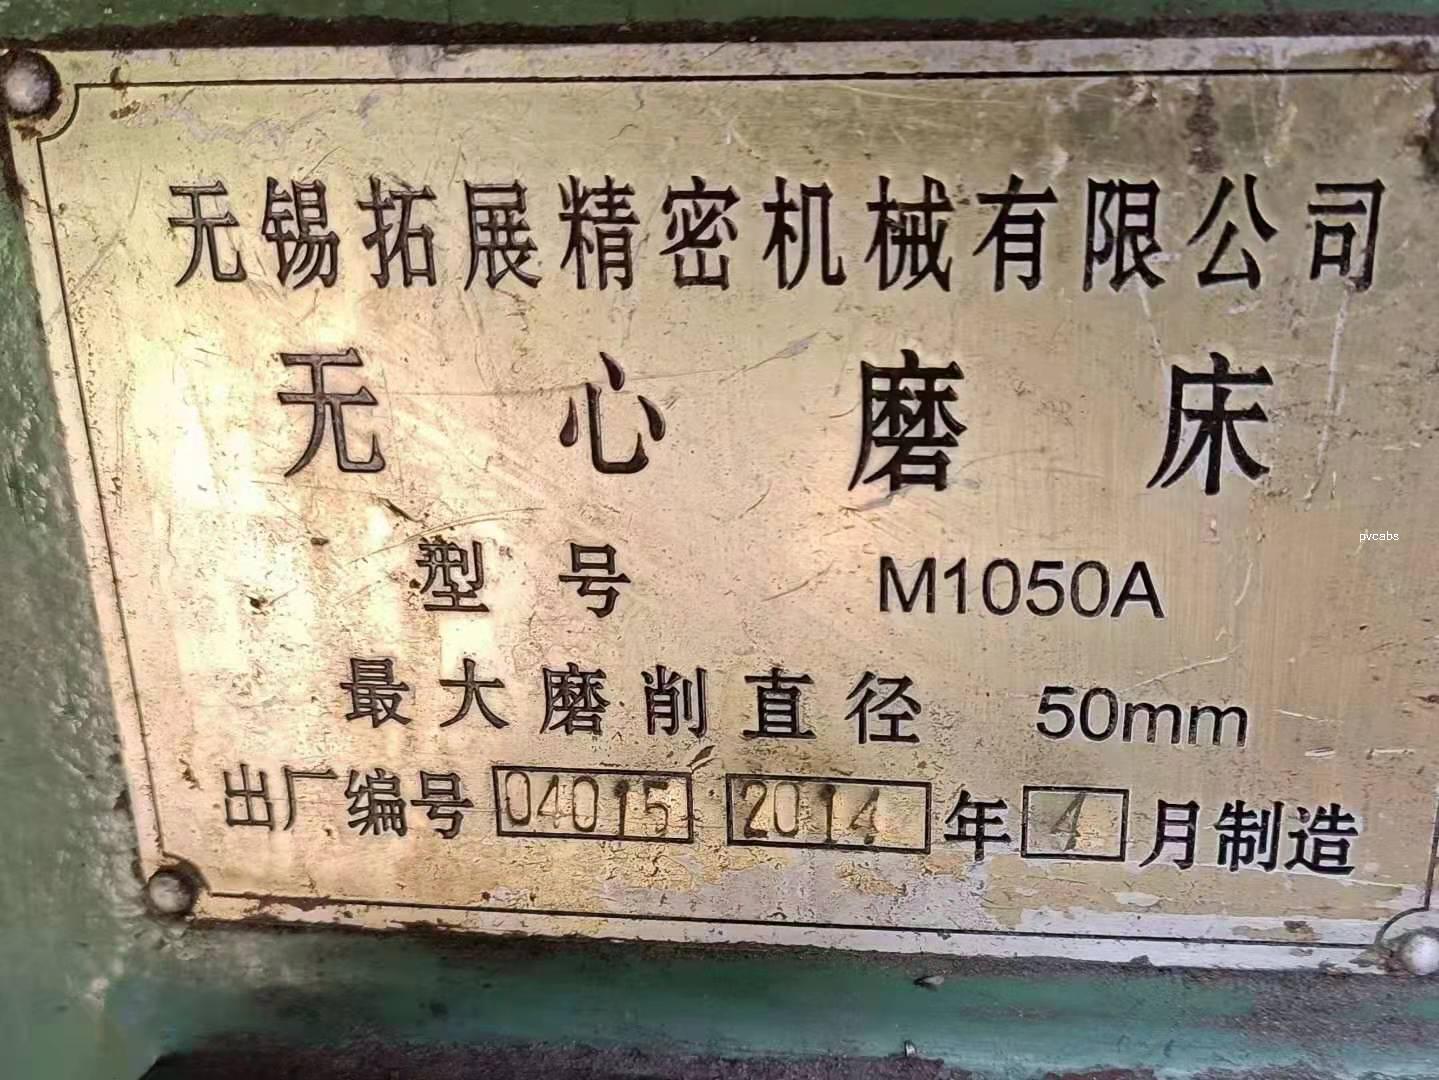 无锡拓展精密机械有限公司
无心磨床
型号 M1050A
pvcabs
最大磨削直径 50mm
出厂编号 04015 2014 年 4 月制造